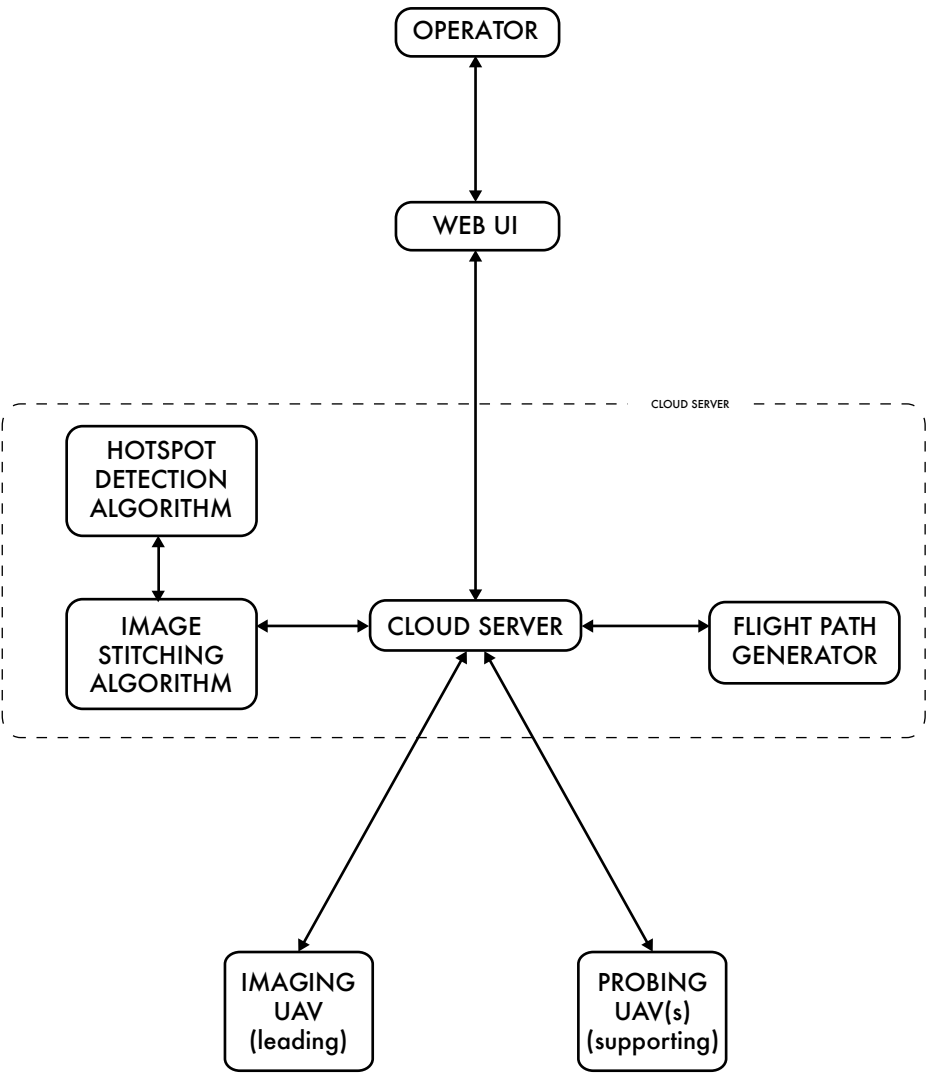 OPERATOR
WEB UI
CLOUD SERVER
HOTSPOT
DETECTION
ALGORITHM
IMAGE
STITCHING
ALGORITHM
CLOUD SERVER
FLIGHT PATH
GENERATOR
IMAGING
UAV
(leading)
PROBING
UAV(s)
(supporting)